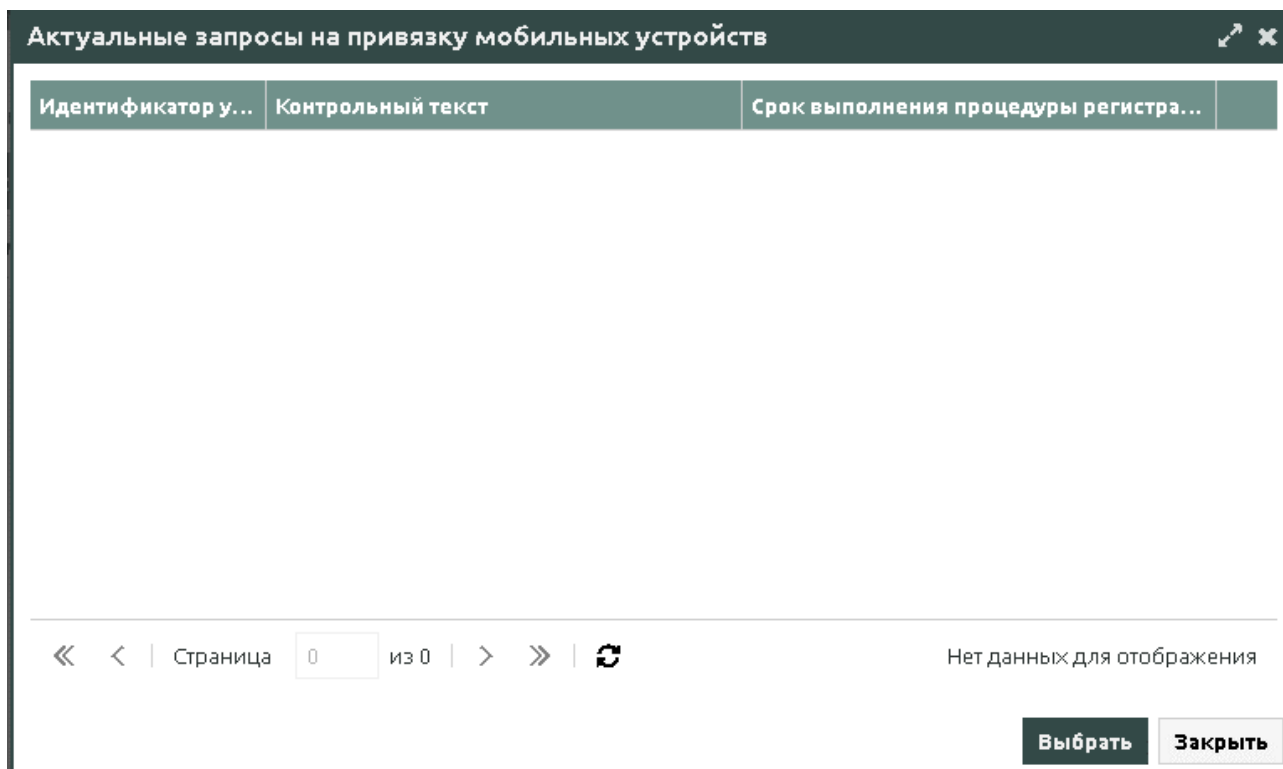 Актуальные запросы на привязку мобильных устройств
Идентификатор у... Контрольный текст Срок выполнения процедуры регистра...
Страница 0 из 0 Нет данных для отображения
Выбрать Закрыть